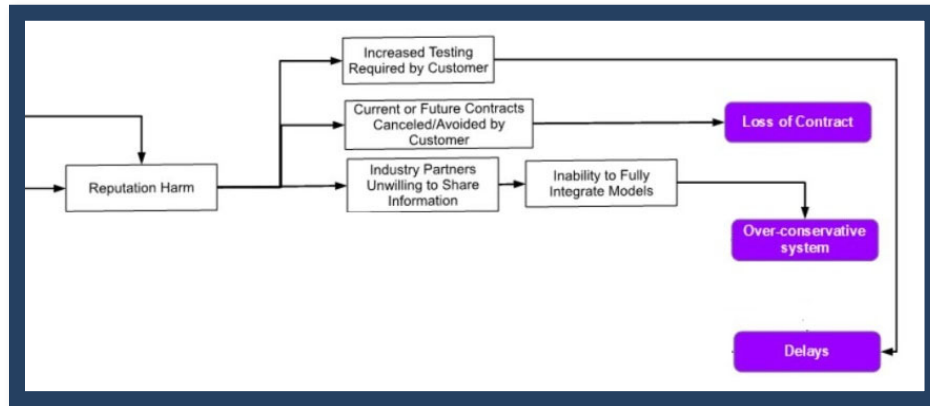 Increased Testing
Required by Customer
Current or Future Contracts
Canceled/Avoided by
Customer
Loss of Contract
Reputation Harm
Industry Partners
Unwilling to Share
Information
Inability to Fully
Integrate Models
Over-conservative
system
Delays